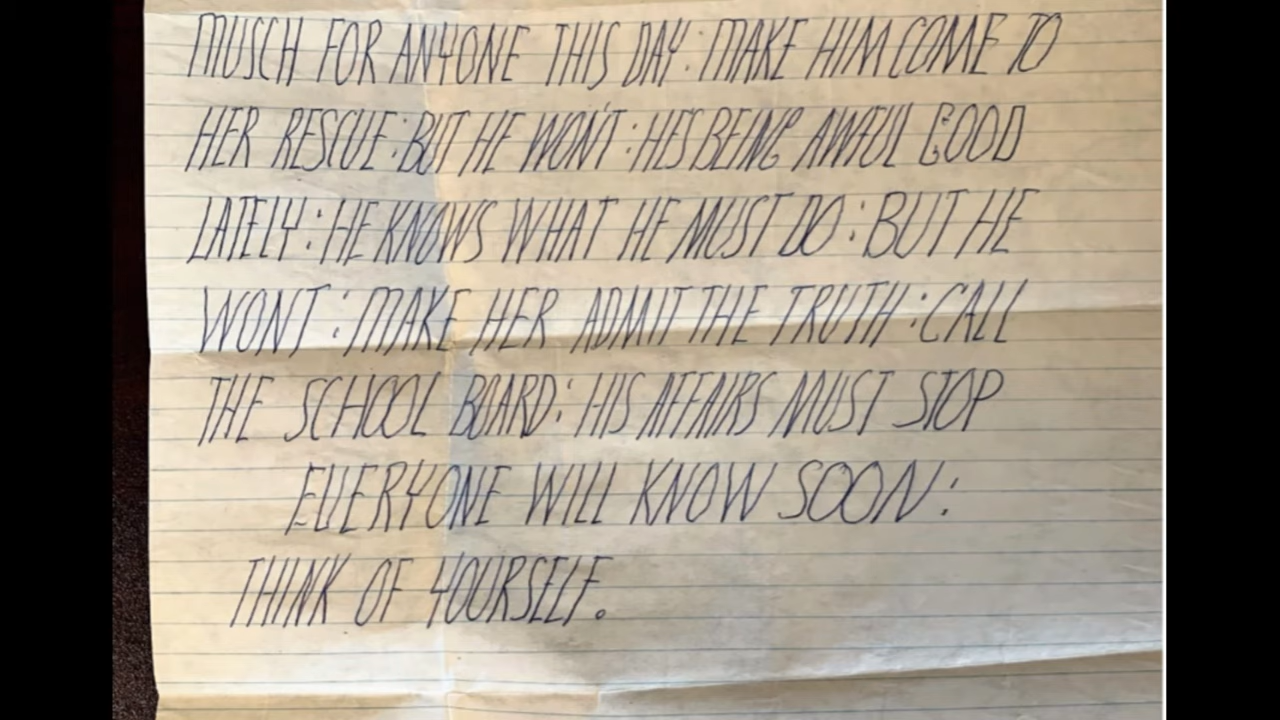 MUSCH FOR ANYONE THIS DAY: MAKE HIM COME TO
HER RESCUE: BUT HE WON'T: HE'S BEING AWFUL GOOD
LATELY: HE KNOWS WHAT HE MUST DO: BUT HE
WONT: MAKE HER ADMIT THE TRUTH: CALL
THE SCHOOL BOARD: HIS AFFAIRS MUST STOP
EVERYONE WILL KNOW SOON:
THINK OF YOURSELF.